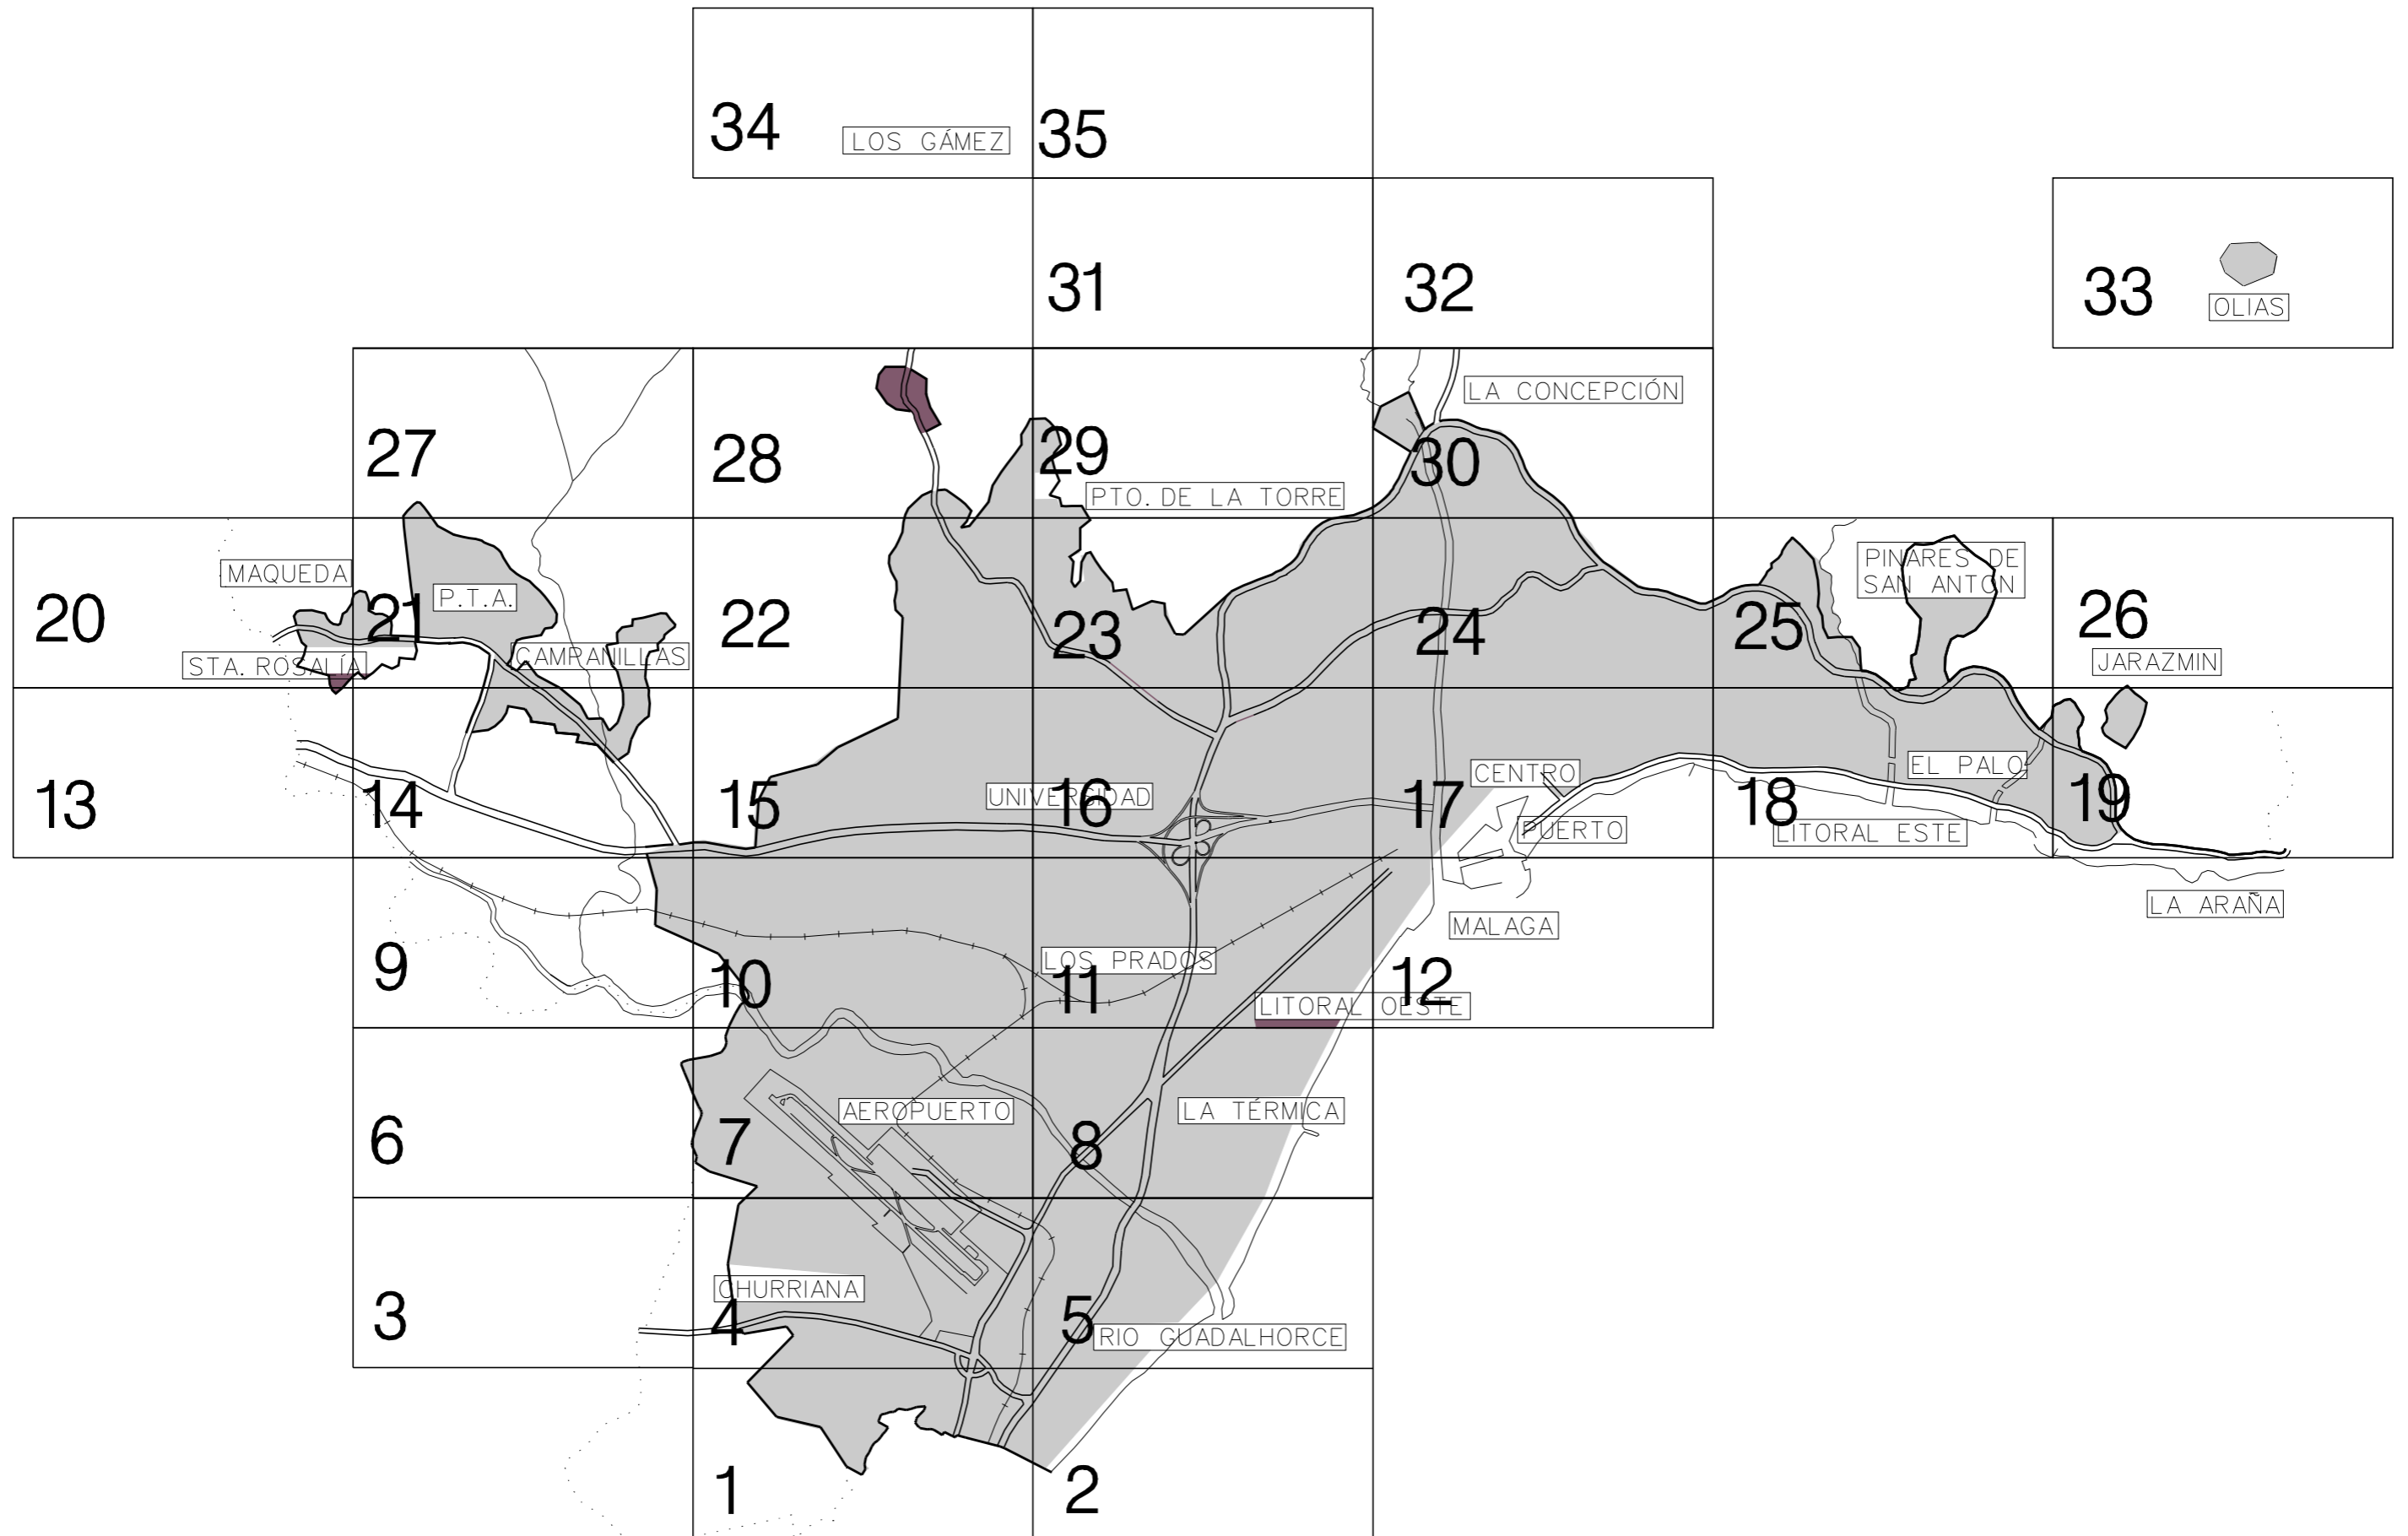 34
LOS GÁMEZ
35
31
32
33
OLIAS
LA CONCEPCIÓN
27
28
29
30
PTO. DE LA TORRE
MAQUEDA
P.T.A.
PINARES DE
SAN ANTÓN
20
21
22
23
24
25
26
STA. ROSALÍA
CAMPANILLAS
JARAZMIN
13
14
15
UNIVERSIDAD
16
17
CENTRO
PUERTO
18
EL PALO
LITORAL ESTE
19
LA ARAÑA
MALAGA
9
10
LOS PRADOS
11
12
LITORAL OESTE
6
7
AEROPUERTO
8
LA TÉRMICA
3
CHURRIANA
4
5
RIO GUADALHORCE
1
2